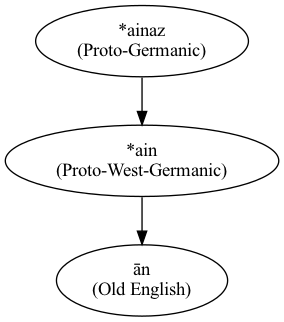 *ainaz
(Proto-Germanic)
*ain
(Proto-West-Germanic)
ān
(Old English)